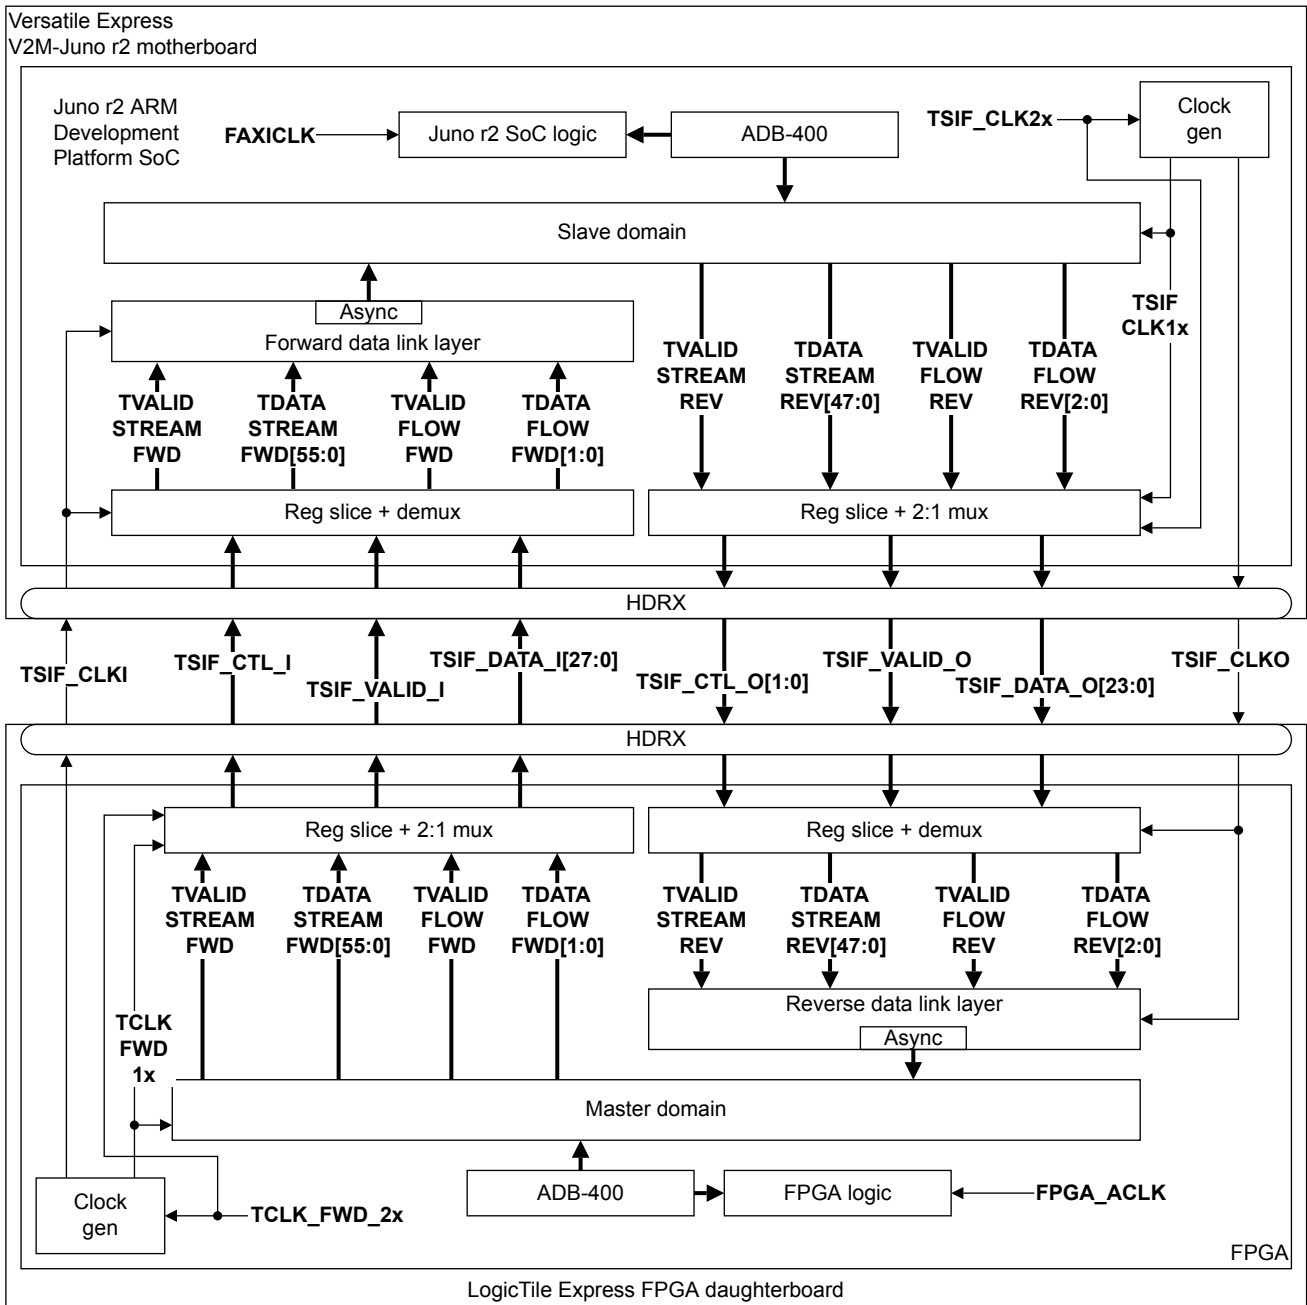 Versatile Express
V2M-Juno r2 motherboard
Juno r2 ARM
Development
Platform SoC
FAXICLK
Juno r2 SoC logic
ADB-400
TSIF_CLK2x
Clock
gen
Slave domain
Async
Forward data link layer
TSIF
CLK1x
TVALID
STREAM
FWD
TDATA
STREAM
FWD[55:0]
TVALID
FLOW
FWD
TDATA
FLOW
FWD[1:0]
TVALID
STREAM
REV
TDATA
STREAM
REV[47:0]
TVALID
FLOW
REV
TDATA
FLOW
REV[2:0]
Reg slice + demux
Reg slice + 2:1 mux
HDRX
TSIF_CLKI
TSIF_CTL_I
TSIF_VALID_I
TSIF_DATA_I[27:0]
TSIF_CTL_O[1:0]
TSIF_VALID_O
TSIF_DATA_O[23:0]
TSIF_CLKO
HDRX
Reg slice + 2:1 mux
Reg slice + demux
TVALID
STREAM
FWD
TDATA
STREAM
FWD[55:0]
TVALID
FLOW
FWD
TDATA
FLOW
FWD[1:0]
TVALID
STREAM
REV
TDATA
STREAM
REV[47:0]
TVALID
FLOW
REV
TDATA
FLOW
REV[2:0]
Reverse data link layer
Async
TCLK
FWD
1x
Master domain
Clock
gen
TCLK_FWD_2x
ADB-400
FPGA logic
FPGA_ACLK
FPGA
LogicTile Express FPGA daughterboard